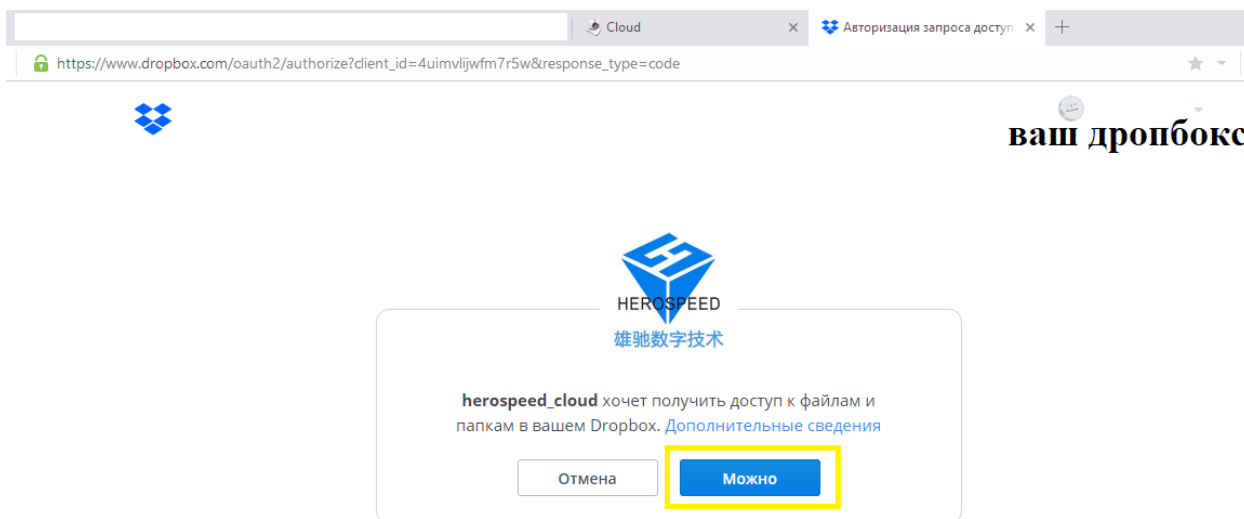 Cloud
Авторизация запроса доступ
https://www.dropbox.com/oauth2/authorize?client_id=4uimvlijwfm7r5w&response_type=code
ваш дропбокс
HEROSPEED
雄驰数字技术
herospeed_cloud хочет получить доступ к файлам и
папкам в вашем Dropbox. Дополнительные сведения
Отмена
Можно